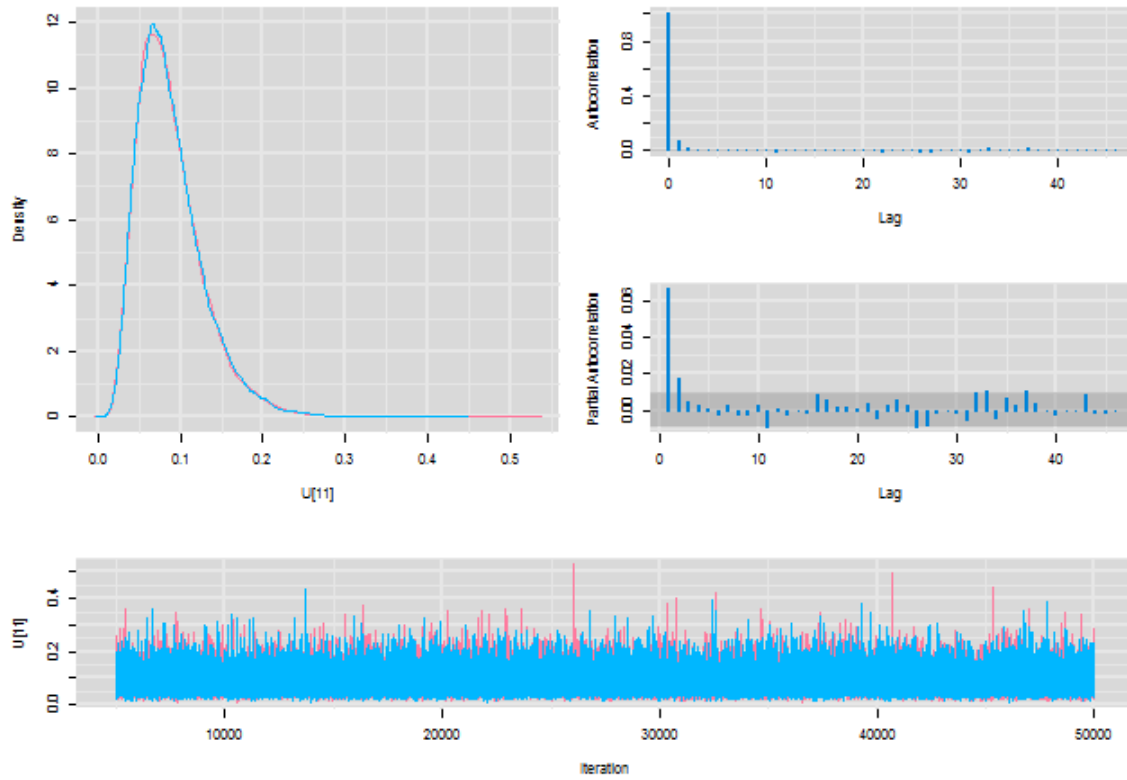 Density
0
2
4
6
8
10
12
0.0 0.1 0.2 0.3 0.4 0.5
U[11]
Autocorrelation
0.0 0.4 0.8
0 10 20 30 40
Lag
Partial Autocorrelation
0.00 0.02 0.04 0.06
0 10 20 30 40
Lag
U[11]
0.0 0.2 0.4
10000 20000 30000 40000 50000
Iteration